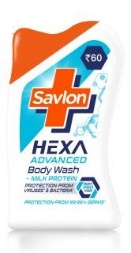 ₹60
Savlon
HEXA
ADVANCED
Body Wash
- MILK PROTEIN
PROTECTION FROM
VIRUSES & BACTERIA
PROTECTION FROM 99.99% GERMS